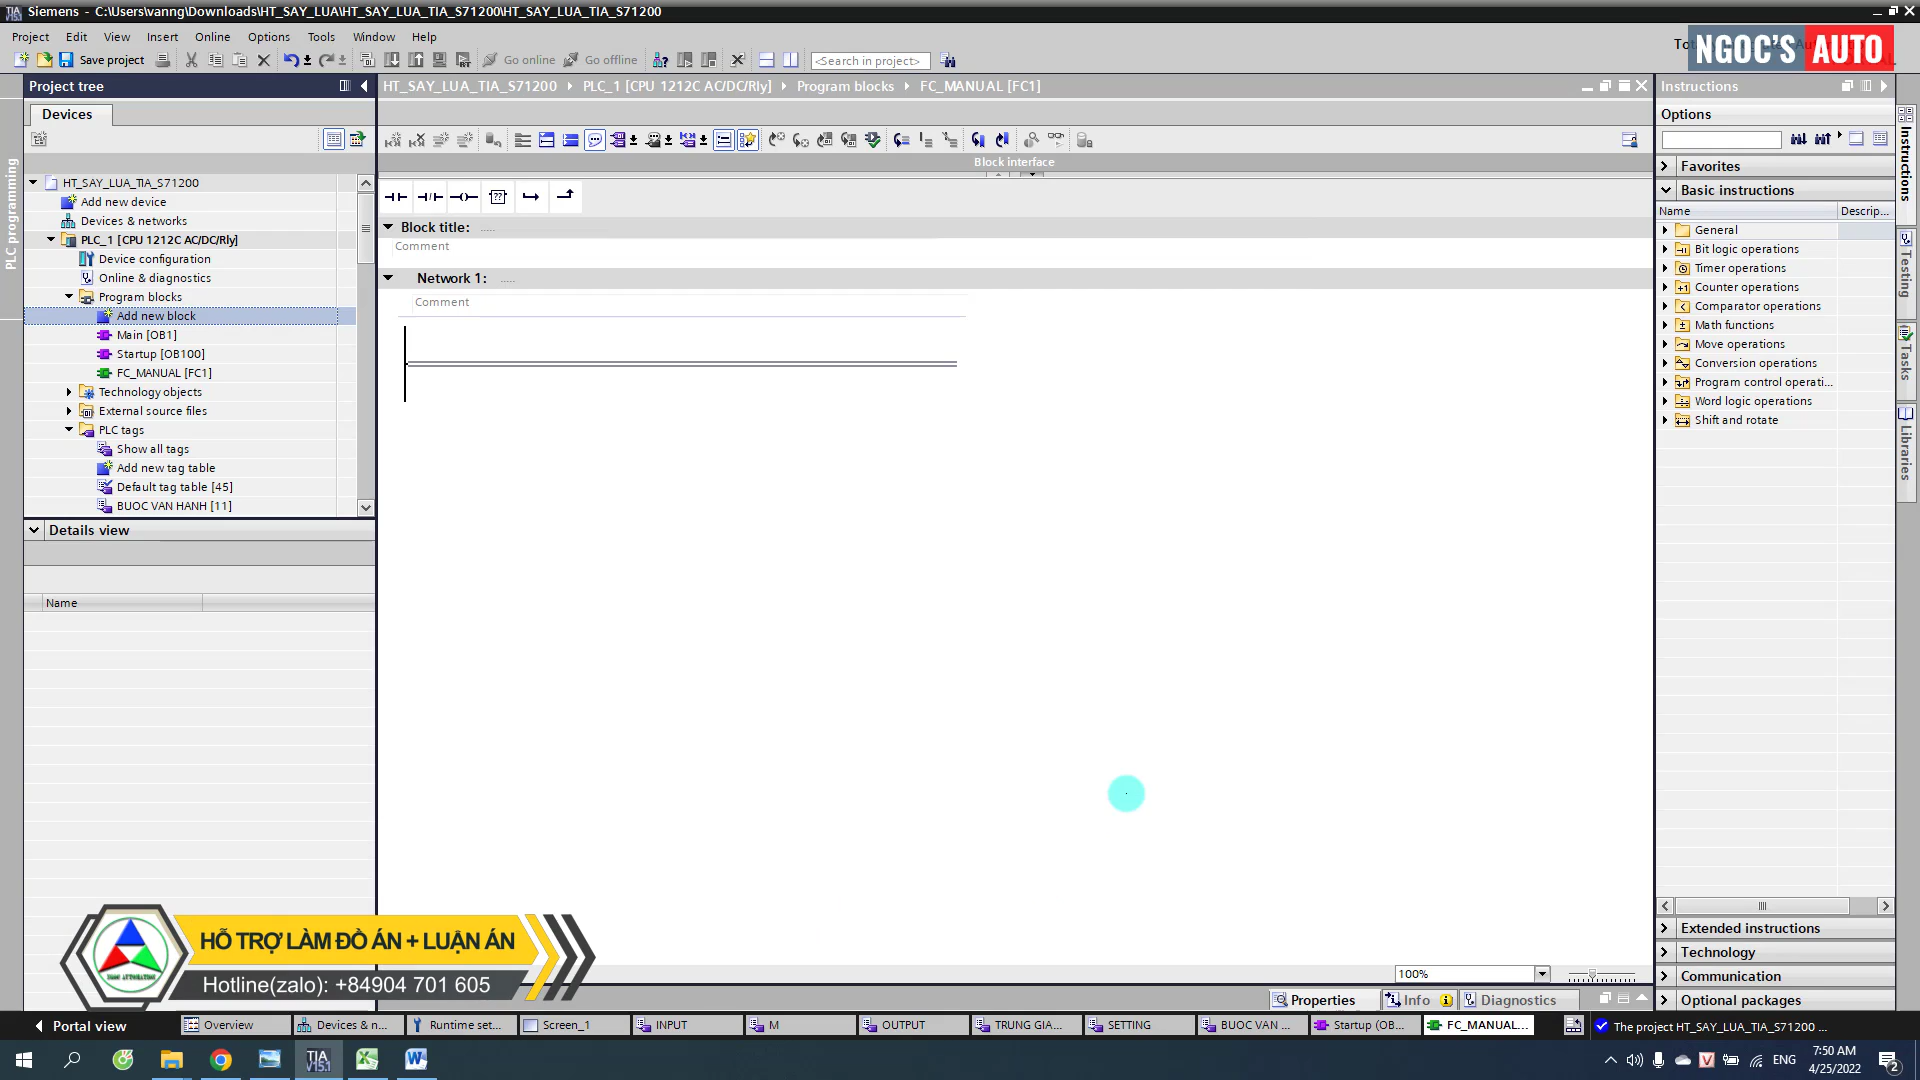 Siemens - C:\Users\vanng\Downloads\HT_SAY_LUA\HT_SAY_LUA_TIA_S71200\HT_SAY_LUA_TIA_S71200
Project Edit View Insert Online Options Tools Window Help
NGOC'S AUTO
Save project
Go online
Go offline
<Search in project>
Project tree
HT_SAY_LUA_TIA_S71200 PLC_1 [CPU 1212C AC/DC/Rly] Program blocks FC_MANUAL [FC1]
Instructions
Devices
Options
Block interface
PLC programming
HT_SAY_LUA_TIA_S71200
Add new device
Devices & networks
PLC_1 [CPU 1212C AC/DC/Rly]
Device configuration
Online & diagnostics
Program blocks
Add new block
Main [OB1]
Startup [OB100]
FC_MANUAL [FC1]
Technology objects
External source files
PLC tags
Show all tags
Add new tag table
Default tag table [45]
BUOC VAN HANH [11]
Details view
Name
Block title: .....
Comment
Network 1: .....
Comment
Favorites
Basic instructions
Name Descrip...
General
Bit logic operations
Timer operations
Counter operations
Comparator operations
Math functions
Move operations
Conversion operations
Program control operati...
Word logic operations
Shift and rotate
Extended instructions
Technology
Communication
Optional packages
Instructions
Testing
Tasks
Libraries
HỖ TRỢ LÀM ĐỒ ÁN + LUẬN ÁN
Hotline(zalo): +84904 701 605
100%
Properties Info Diagnostics
Portal view Overview Devices & n... Runtime set... Screen_1 INPUT M OUTPUT TRUNG GIA... SETTING BUOC VAN ... Startup (OB... FC_MANUAL... The project HT_SAY_LUA_TIA_S71200 ...
TIA
V15.1
ENG
7:50 AM
4/25/2022
2